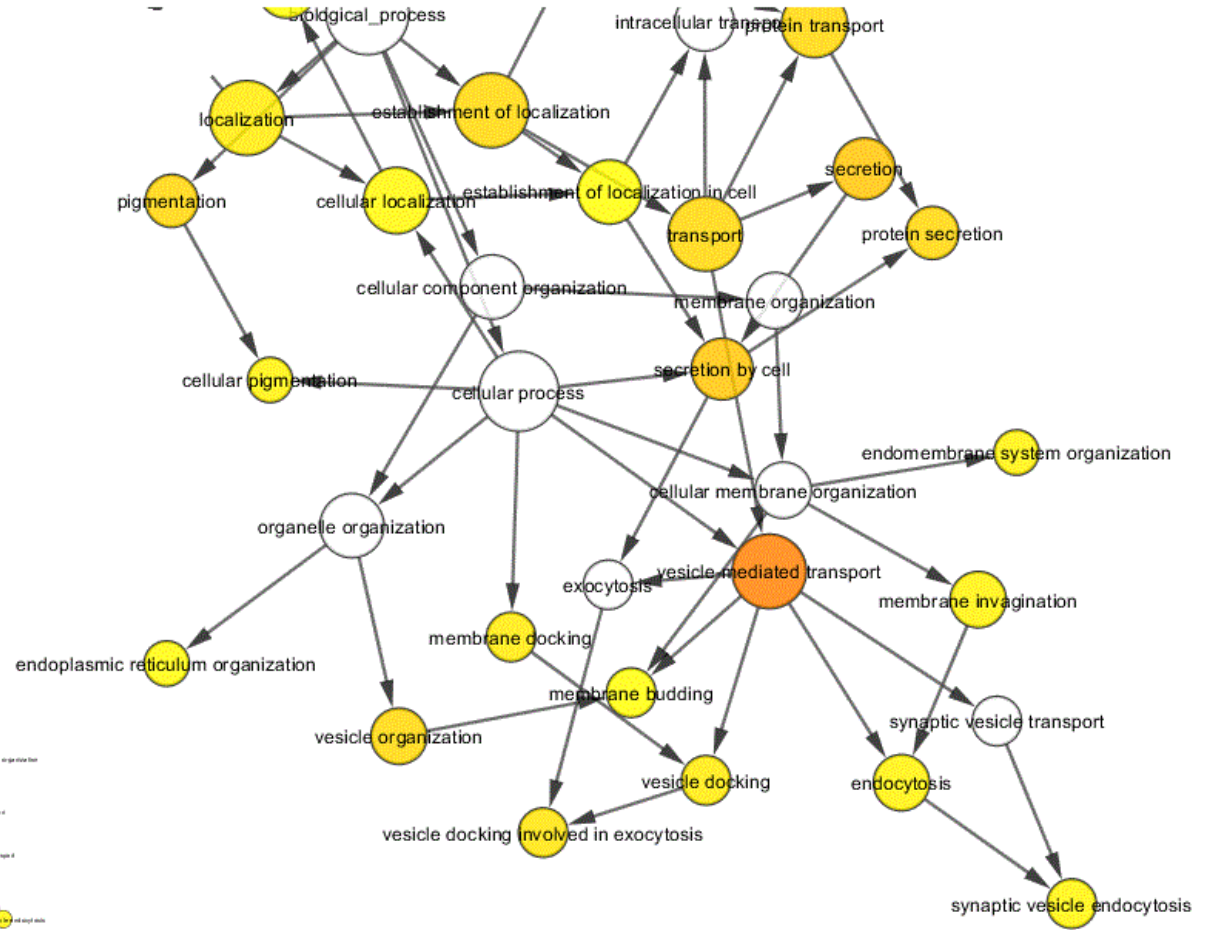 biological_process
intracellular transpo
protein transport
localization
establishment of localization
secretion
pigmentation
cellular localization
establishment of localization in cell
transport
protein secretion
cellular component organization
membrane organization
cellular pigmentation
cellular process
secretion by cell
endomembrane system organization
cellular membrane organization
organelle organization
exocytosis
vesicle-mediated transport
membrane invagination
membrane docking
endoplasmic reticulum organization
membrane budding
synaptic vesicle transport
vesicle organization
organization
vesicle docking
endocytosis
vesicle docking involved in exocytosis
synaptic vesicle endocytosis